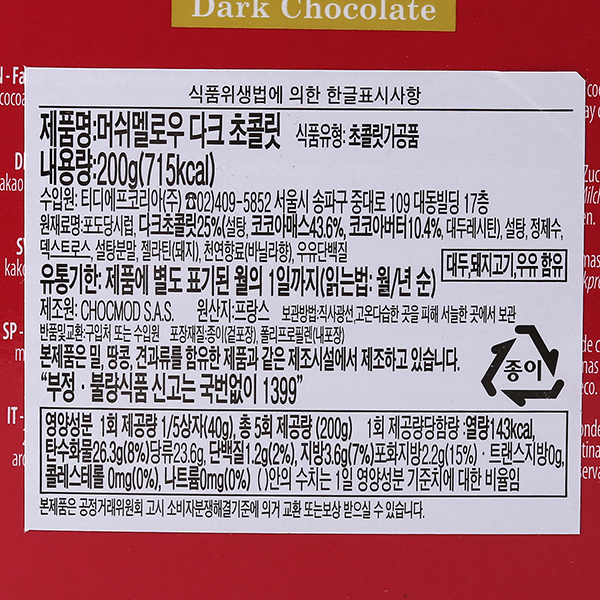 Dark Chocolate
식품위생법에 의한 한글표시사항
제품명:머쉬멜로우 다크 초콜릿 식품유형: 초콜릿가공품
내용량:200g(715kcal)
수입원: 티디에프코리아(주) ☎02)409-5852 서울시 송파구 중대로 109 대동빌딩 17층
원재료명:포도당시럽, 다크초콜릿25%(설탕, 코코아매스43.6%, 코코아버터10.4%, 대두레시틴), 설탕, 정제수,
덱스트로스, 설탕분말, 젤라틴(돼지), 천연향료(바닐라향), 우유단백질
대두,돼지고기,우유 함유
유통기한: 제품에 별도 표기된 월의 1일까지(읽는법: 월/년 순)
제조원: CHOCMOD S.A.S. 원산지:프랑스 보관방법:직사광선,고온다습한 곳을 피해 서늘한 곳에서 보관
반품및교환:구입처 또는 수입원 포장재질:종이(겉포장), 폴리프로필렌(내포장)
본제품은 밀, 땅콩, 견과류를 함유한 제품과 같은 제조시설에서 제조하고 있습니다.
"부정·불량식품 신고는 국번없이 1399"
종이
영양성분 1회 제공량 1/5상자(40g), 총 5회 제공량 (200g) 1회 제공량당함량 :열량143kcal,
탄수화물26.3g(8%)당류23.6g, 단백질1.2g(2%), 지방3.6g(7%)포화지방2.2g(15%)·트랜스지방0g,
콜레스테롤 0mg(0%), 나트륨0mg(0%) ( )안의 수치는 1일 영양성분 기준치에 대한 비율임
본제품은 공정거래위원회 고시 소비자분쟁해결기준에 의거 교환 또는보상 받으실 수 있습니다.